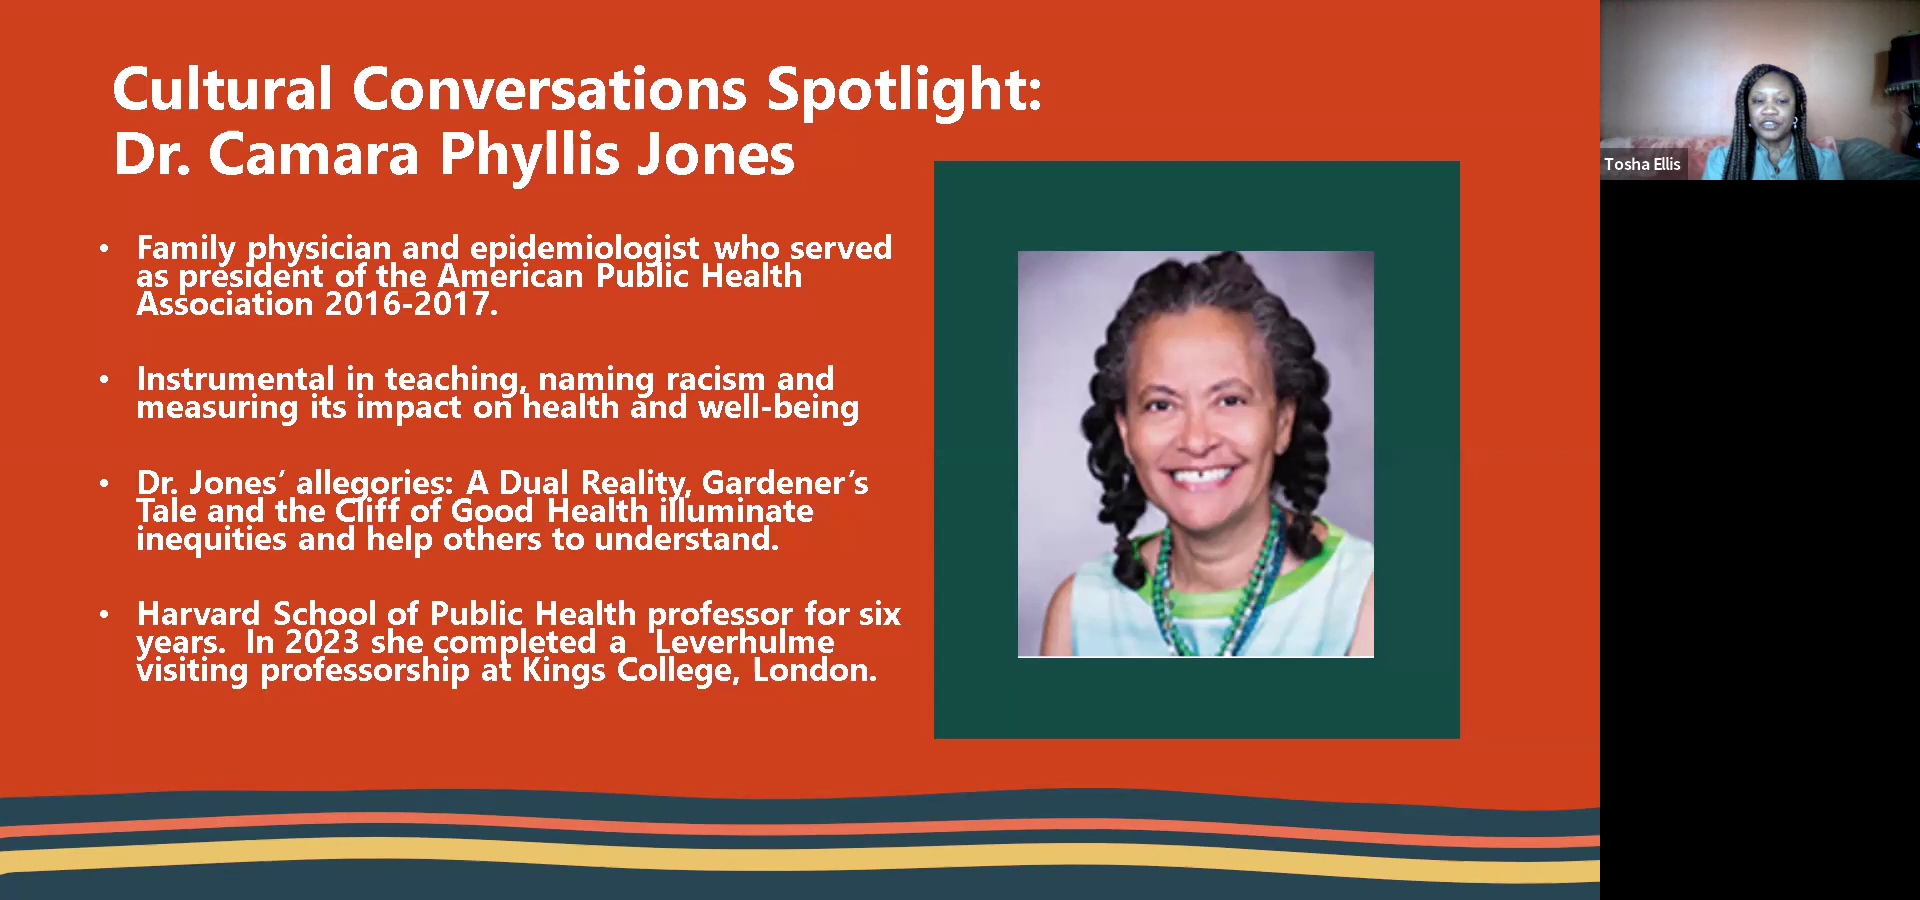 Cultural Conversations Spotlight:
Dr. Camara Phyllis Jones
• Family physician and epidemiologist who served
as president of the American Public Health
Association 2016-2017.
• Instrumental in teaching, naming racism and
measuring its impact on health and well-being
• Dr. Jones’ allegories: A Dual Reality, Gardener’s
Tale and the Cliff of Good Health illuminate
inequities and help others to understand.
• Harvard School of Public Health professor for six
years.  In 2023 she completed a   Leverhulme
visiting professorship at Kings College, London.
Tosha Ellis